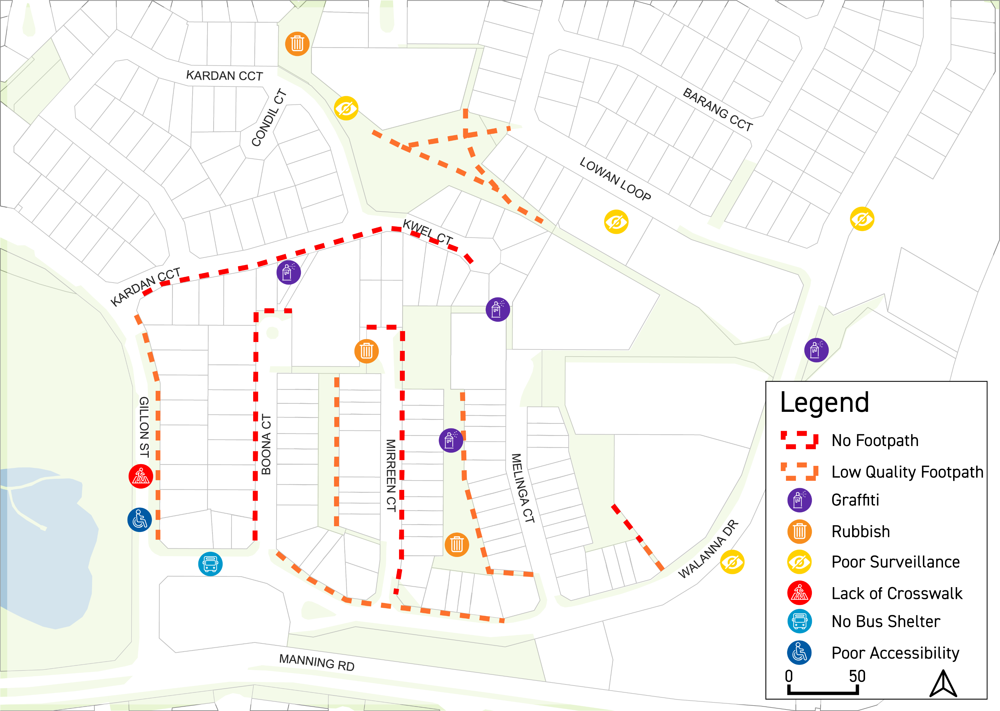 KARDAN CCT
CONDIL CT
BARANG CCT
LOWAN LOOP
KWEL CT
KARDAN CCT
GILLON ST
BOONA CT
MIRREEN CT
MELINGA CT
WALANNA DR
MANNING RD
Legend
No Footpath
Low Quality Footpath
Graffiti
Rubbish
Poor Surveillance
Lack of Crosswalk
No Bus Shelter
Poor Accessibility
0 50